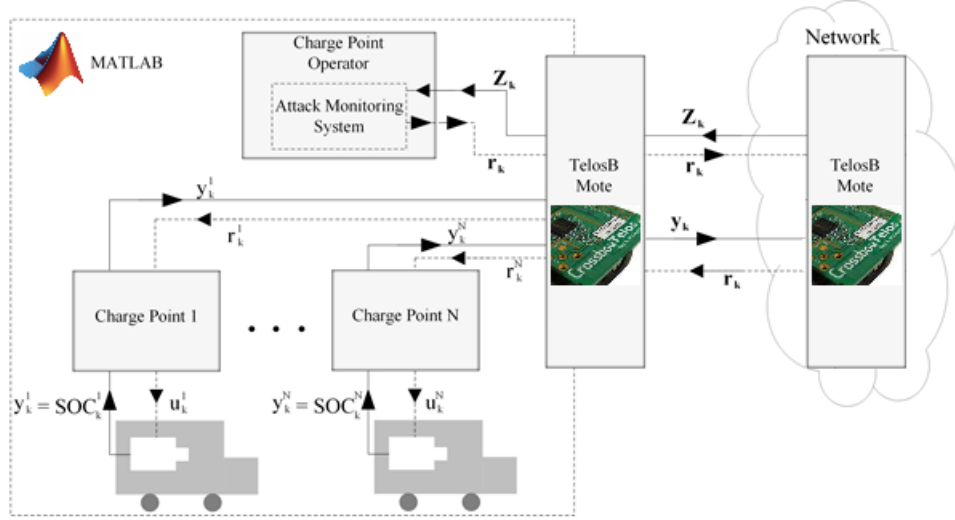 MATLAB
Charge Point
Operator
Attack Monitoring
System
Z_k
r_k
Network
Z_k
r_k
TelosB
Mote
TelosB
Mote
y_k^1
r_k^1
y_k^N
r_k^N
y_k
r_k
CrossbowTelos
CrossbowTelos
Charge Point 1
• • •
Charge Point N
y_k^1 = SOC_k^1
u_k^1
y_k^N = SOC_k^N
u_k^N